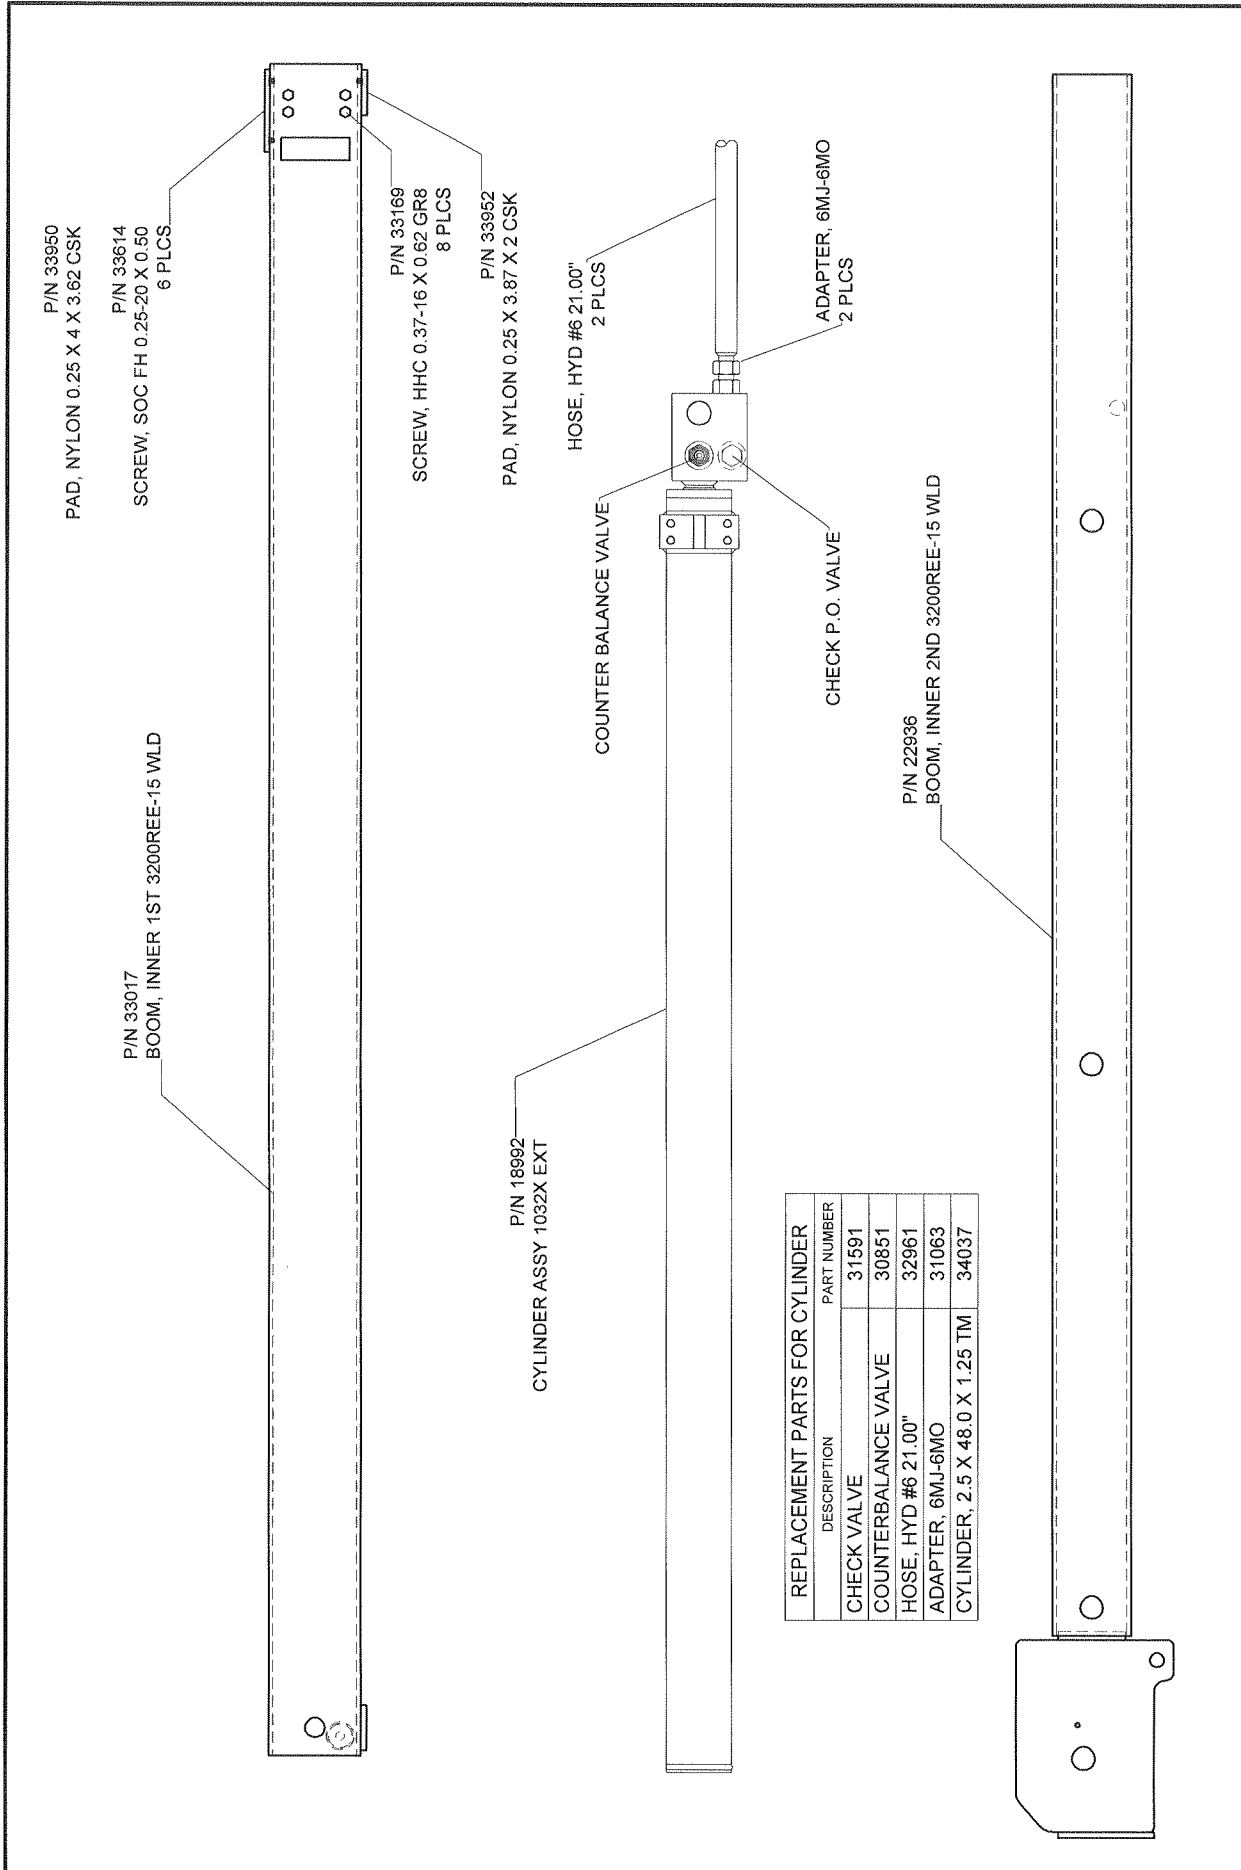 P/N 33950
PAD, NYLON 0.25 X 4 X 3.62 CSK
P/N 33614
SCREW, SOC FH 0.25-20 X 0.50
6 PLCS
P/N 33169
SCREW, HHC 0.37-16 X 0.62 GR8
8 PLCS
P/N 33952
PAD, NYLON 0.25 X 3.87 X 2 CSK
P/N 33017
BOOM, INNER 1ST 3200REE-15 WLD
HOSE, HYD #6 21.00"
2 PLCS
ADAPTER, 6MJ-6MO
2 PLCS
COUNTER BALANCE VALVE
CHECK P.O. VALVE
P/N 18992
CYLINDER ASSY 1032X EXT
P/N 22936
BOOM, INNER 2ND 3200REE-15 WLD
REPLACEMENT PARTS FOR CYLINDER
DESCRIPTION PART NUMBER
CHECK VALVE 31591
COUNTERBALANCE VALVE 30851
HOSE, HYD #6 21.00" 32961
ADAPTER, 6MJ-6MO 31063
CYLINDER, 2.5 X 48.0 X 1.25 TM 34037